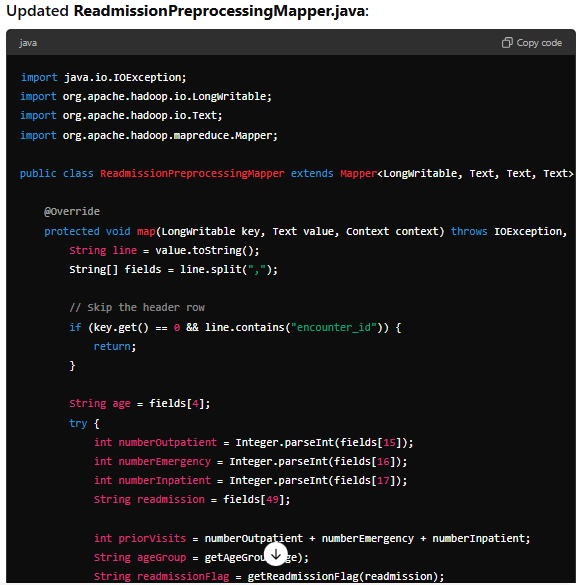 Updated ReadmissionPreprocessingMapper.java:
java
Copy code
import java.io.IOException;
import org.apache.hadoop.io.LongWritable;
import org.apache.hadoop.io.Text;
import org.apache.hadoop.mapreduce.Mapper;
public class ReadmissionPreprocessingMapper extends Mapper<LongWritable, Text, Text, Text>
@Override
protected void map(LongWritable key, Text value, Context context) throws IOException,
String line = value.toString();
String[] fields = line.split(",");
// Skip the header row
if (key.get() == 0 && line.contains("encounter_id")) {
return;
}
String age = fields[4];
try {
int numberOutpatient = Integer.parseInt(fields[15]);
int numberEmergency = Integer.parseInt(fields[16]);
int numberInpatient = Integer.parseInt(fields[17]);
String readmission = fields[49];
int priorVisits = numberOutpatient + numberEmergency + numberInpatient;
String ageGroup =
String readmissionFlag = getReadmissionFlag(readmission);